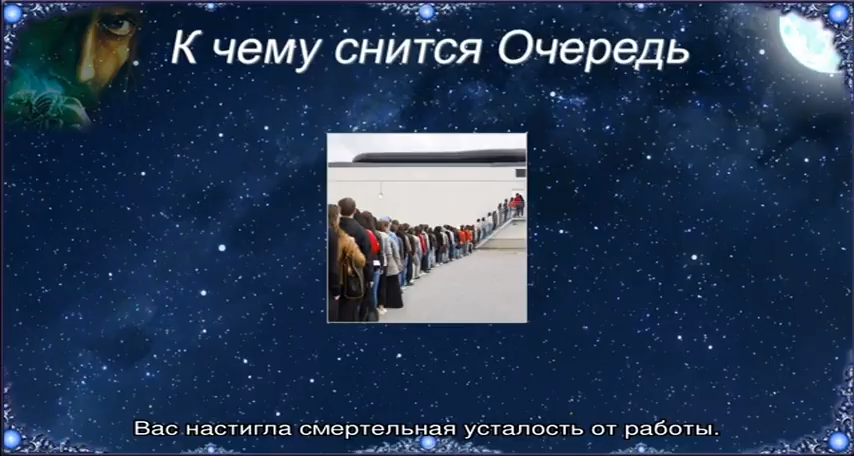 К чему снится Очередь
Вас настигла смертельная усталость от работы.